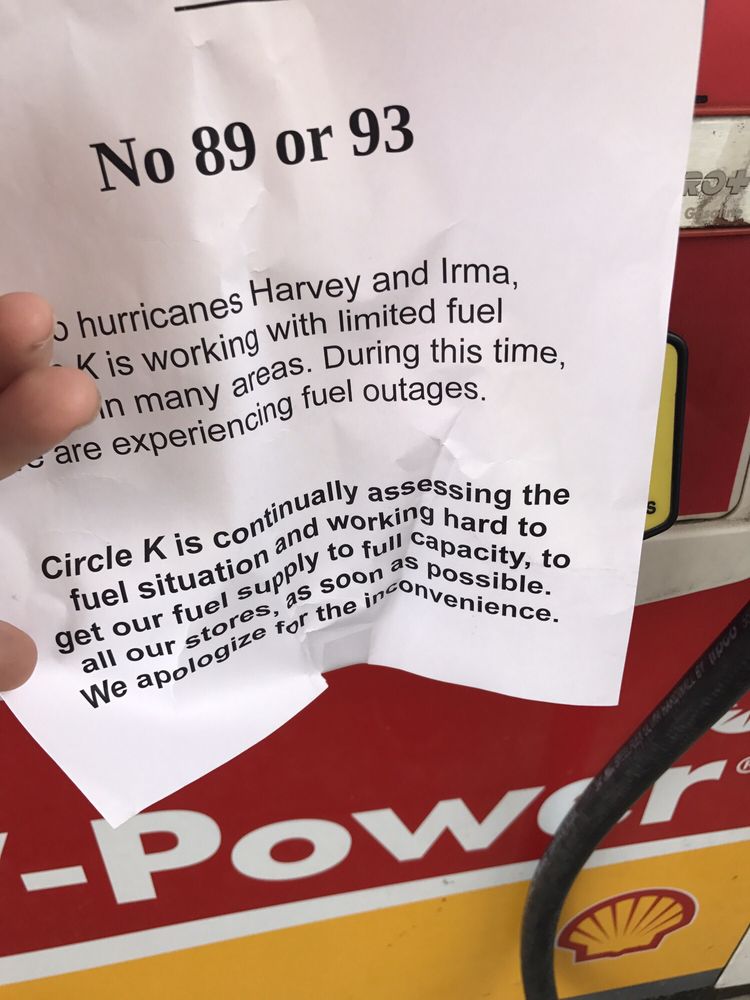 No 89 or 93
hurricanes Harvey and Irma,
K is working with limited fuel
in many areas. During this time,
are experiencing fuel outages.
Circle K is continually assessing the
fuel situation and working hard to
get our fuel supply to full capacity, to
all our stores, as soon as possible.
We apologize for the inconvenience.
RO+
-Power®